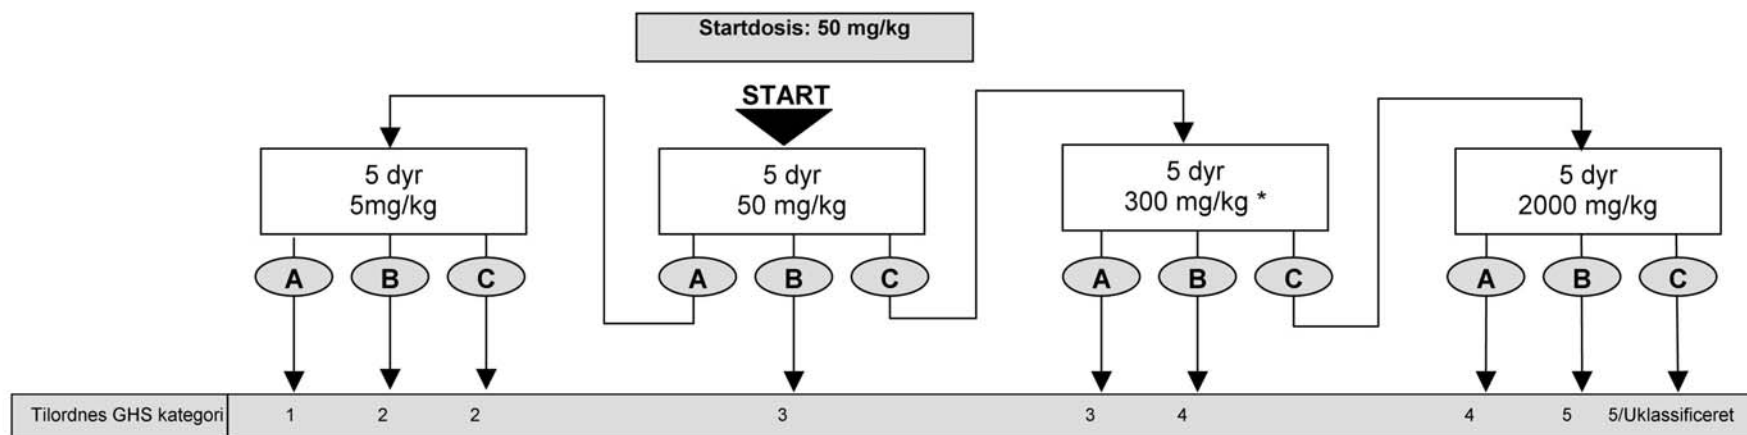 Startdosis: 50 mg/kg
START
5 dyr
5mg/kg
5 dyr
50 mg/kg
5 dyr
300 mg/kg *
5 dyr
2000 mg/kg
A B C A B C A B C A B C
Tilordnes GHS kategori 1 2 2 3 3 4 4 5 5/Uklassificeret